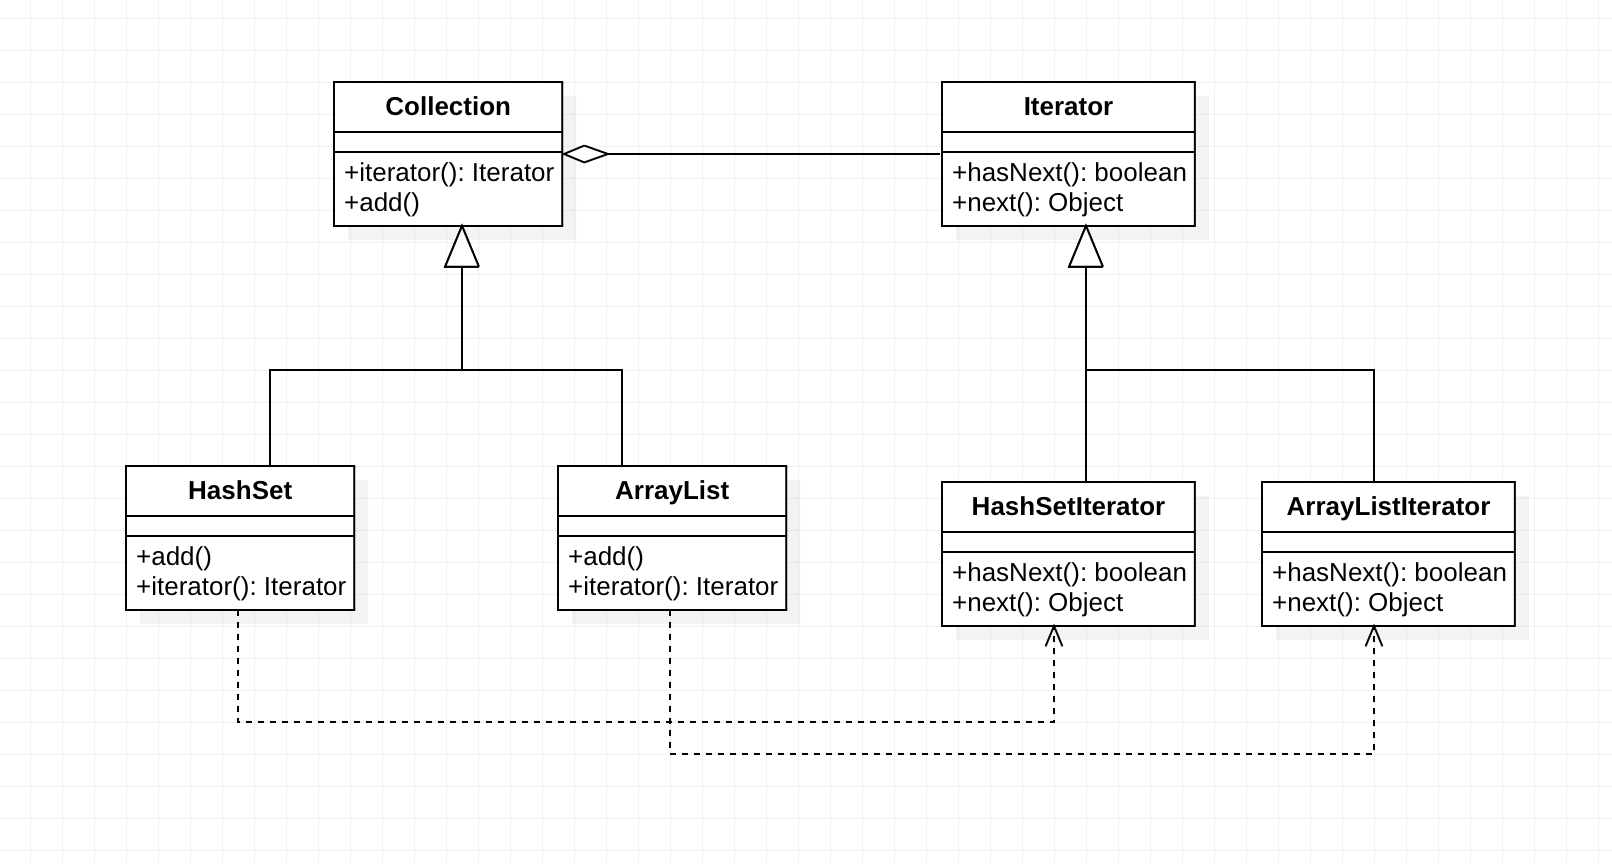 Collection
+iterator(): Iterator
+add()
Iterator
+hasNext(): boolean
+next(): Object
HashSet
+add()
+iterator(): Iterator
ArrayList
+add()
+iterator(): Iterator
HashSetIterator
+hasNext(): boolean
+next(): Object
ArrayListIterator
+hasNext(): boolean
+next(): Object